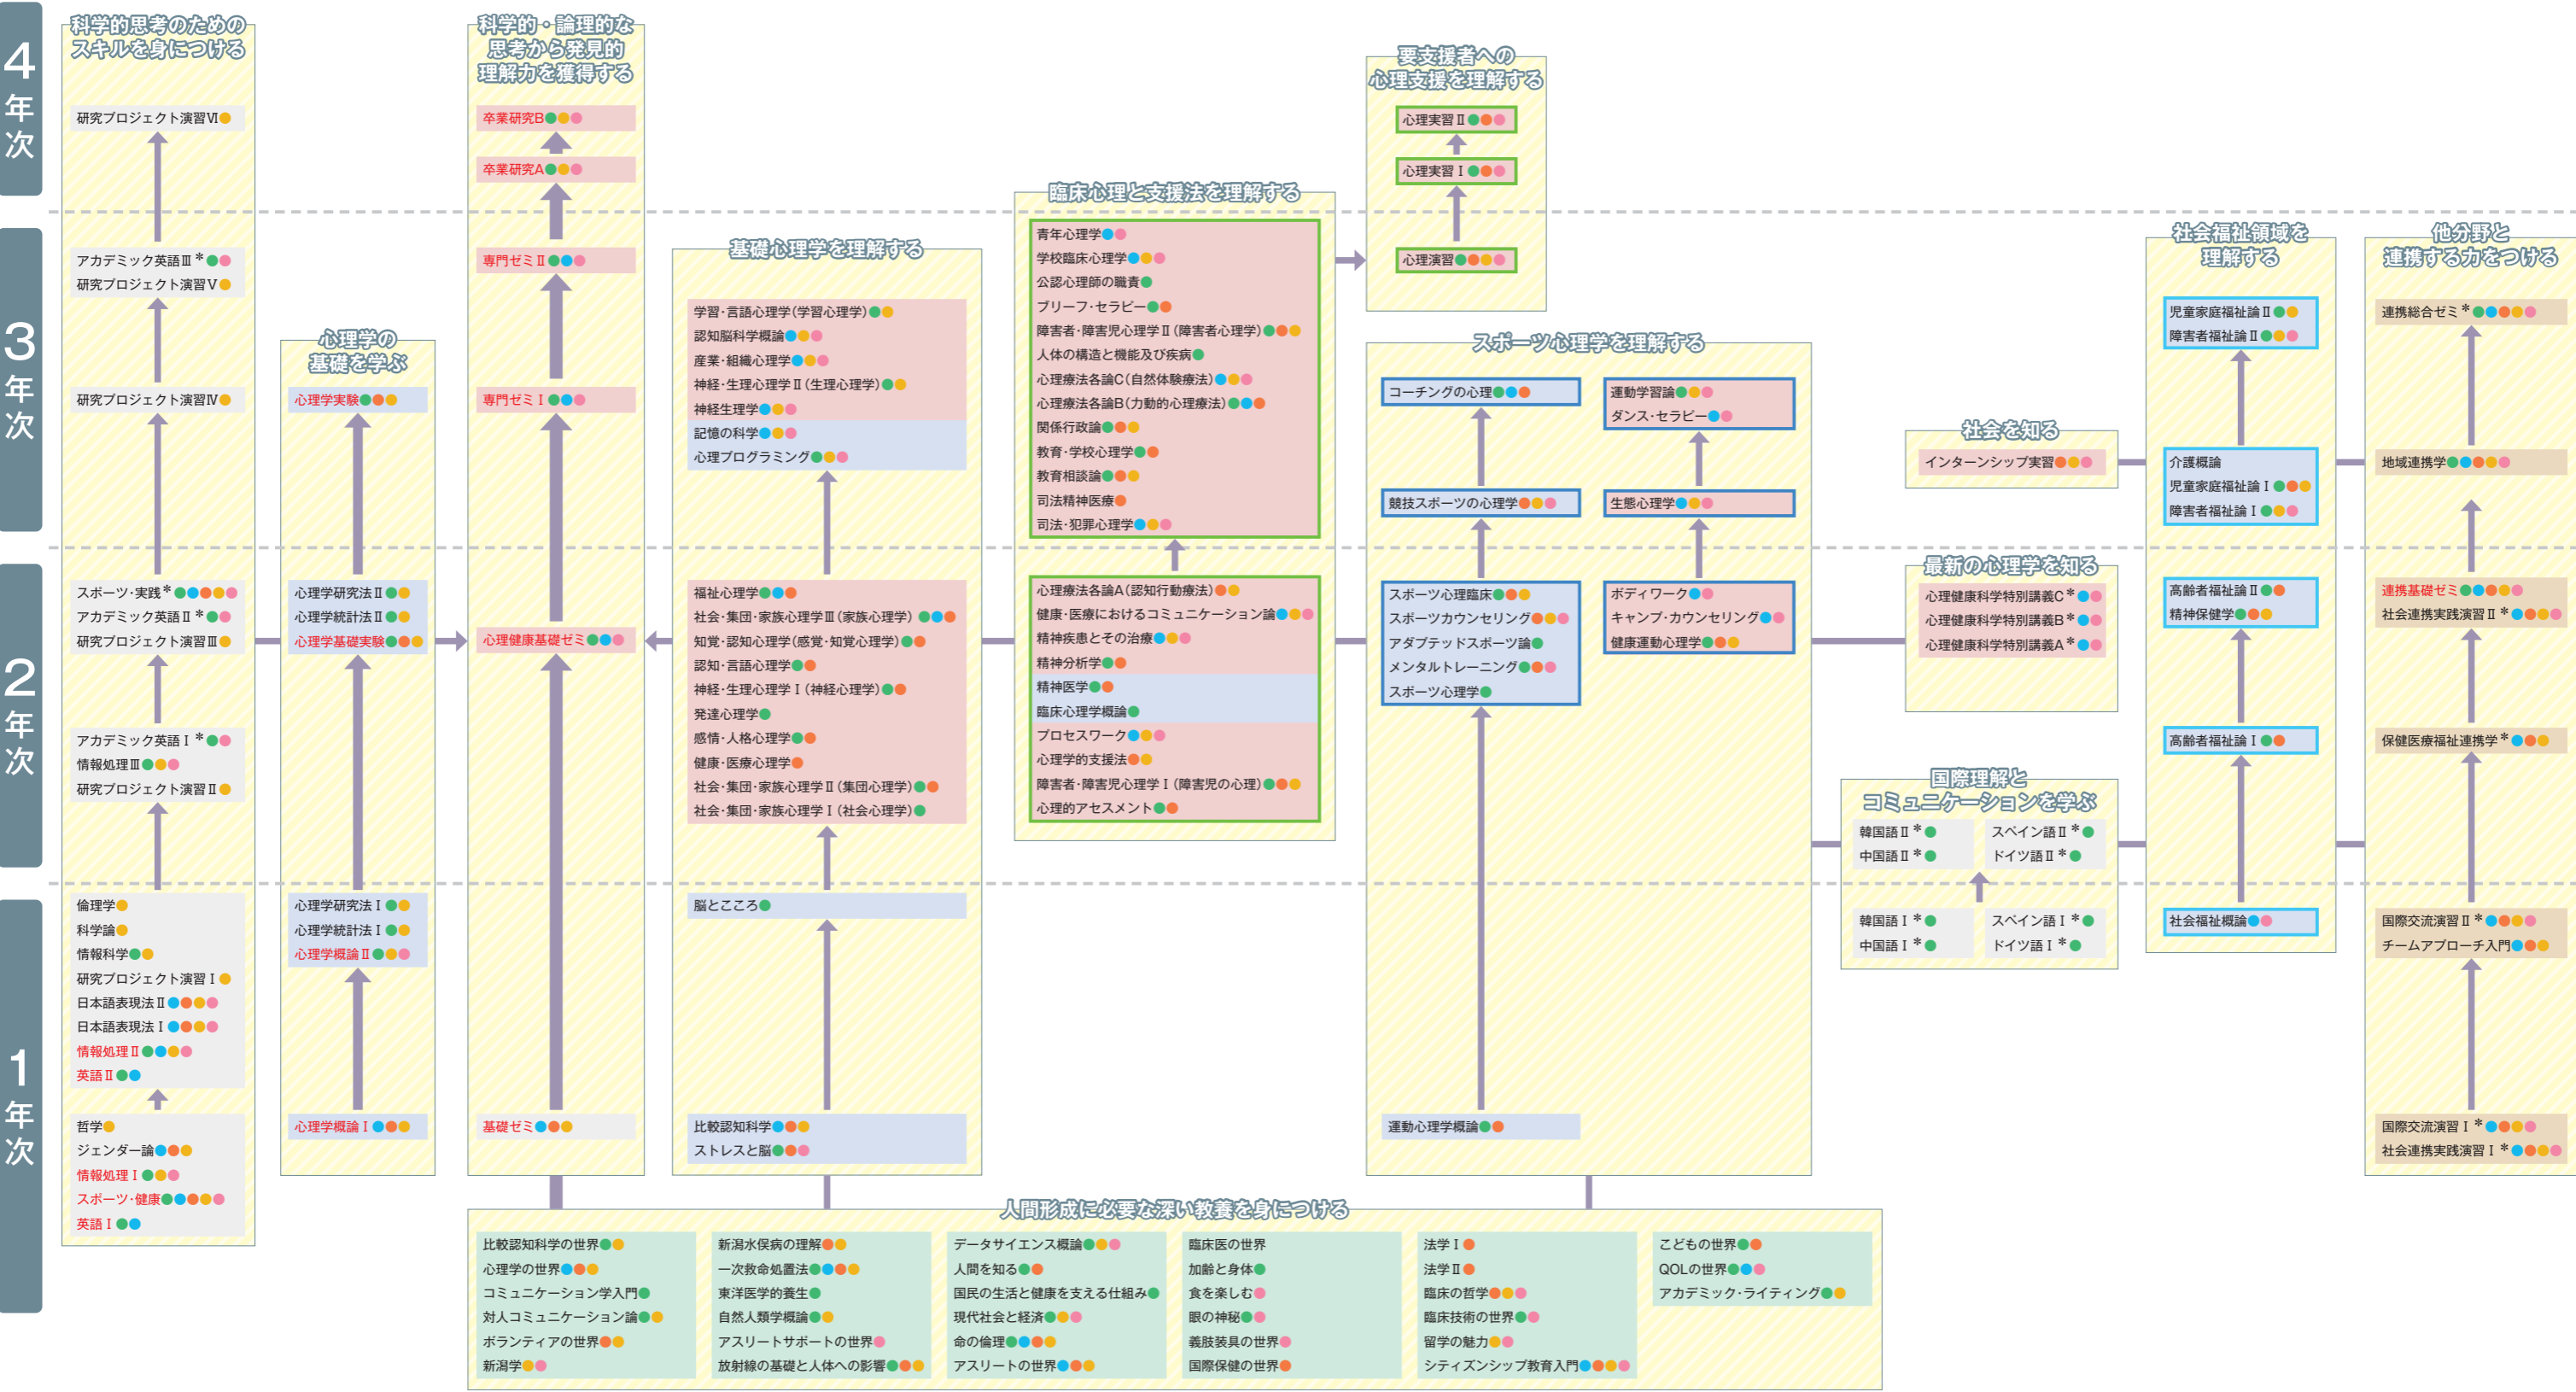 4年次
3年次
2年次
1年次
科学的思考のための
スキルを身につける
研究プロジェクト演習Ⅵ
アカデミック英語Ⅲ*
研究プロジェクト演習Ⅴ
研究プロジェクト演習Ⅳ
スポーツ・実践*
アカデミック英語Ⅱ*
研究プロジェクト演習Ⅲ
アカデミック英語Ⅰ*
情報処理Ⅲ
研究プロジェクト演習Ⅱ
倫理学
科学論
情報科学
研究プロジェクト演習Ⅰ
日本語表現法Ⅱ
日本語表現法Ⅰ
情報処理Ⅱ
英語Ⅱ
哲学
ジェンダー論
情報処理Ⅰ
スポーツ・健康
英語Ⅰ
心理学の
基礎を学ぶ
心理学実験
心理学研究法Ⅱ
心理学統計法Ⅱ
心理学基礎実験
心理学研究法Ⅰ
心理学統計法Ⅰ
心理学概論Ⅱ
心理学概論Ⅰ
科学的・論理的な
思考から発見的
理解力を獲得する
卒業研究B
卒業研究A
専門ゼミⅡ
専門ゼミⅠ
心理健康基礎ゼミ
基礎ゼミ
基礎心理学を理解する
学習・言語心理学（学習心理学）
認知脳科学概論
産業・組織心理学
神経・生理心理学Ⅱ（生理心理学）
神経生理学
記憶の科学
心理プログラミング
福祉心理学
社会・集団・家族心理学Ⅲ（家族心理学）
知覚・認知心理学（感覚・知覚心理学）
認知・言語心理学
神経・生理心理学Ⅰ（神経心理学）
発達心理学
感情・人格心理学
健康・医療心理学
社会・集団・家族心理学Ⅱ（集団心理学）
社会・集団・家族心理学Ⅰ（社会心理学）
脳とこころ
比較認知科学
ストレスと脳
臨床心理と支援法を理解する
青年心理学
学校臨床心理学
公認心理師の職責
ブリーフ・セラピー
障害者・障害児心理学Ⅱ（障害者心理学）
人体の構造と機能及び疾病
心理療法各論C（自然体験療法）
心理療法各論B（力動的心理療法）
関係行政論
教育・学校心理学
教育相談論
司法精神医療
司法・犯罪心理学
心理療法各論A（認知行動療法）
健康・医療におけるコミュニケーション論
精神疾患とその治療
精神分析学
精神医学
臨床心理学概論
プロセスワーク
心理学的支援法
障害者・障害児心理学Ⅰ（障害児の心理）
心理的アセスメント
要支援者への
心理支援を理解する
心理実習Ⅱ
心理実習Ⅰ
心理演習
スポーツ心理学を理解する
コーチングの心理
競技スポーツの心理学
スポーツ心理臨床
スポーツカウンセリング
アダプテッドスポーツ論
メンタルトレーニング
スポーツ心理学
運動心理学概論
運動学習論
ダンス・セラピー
生態心理学
ボディワーク
キャンプ・カウンセリング
健康運動心理学
社会を知る
インターンシップ実習
最新の心理学を知る
心理健康科学特別講義C*
心理健康科学特別講義B*
心理健康科学特別講義A*
国際理解と
コミュニケーションを学ぶ
韓国語Ⅱ*
中国語Ⅱ*
スペイン語Ⅱ*
ドイツ語Ⅱ*
韓国語Ⅰ*
中国語Ⅰ*
スペイン語Ⅰ*
ドイツ語Ⅰ*
社会福祉領域を
理解する
児童家庭福祉論Ⅱ
障害者福祉論Ⅱ
介護概論
児童家庭福祉論Ⅰ
障害者福祉論Ⅰ
高齢者福祉論Ⅱ
精神保健学
高齢者福祉論Ⅰ
社会福祉概論
他分野と
連携する力をつける
連携総合ゼミ*
地域連携学
連携基礎ゼミ
社会連携実践演習Ⅱ*
保健医療福祉連携学*
国際交流演習Ⅱ*
チームアプローチ入門
国際交流演習Ⅰ*
社会連携実践演習Ⅰ*
人間形成に必要な深い教養を身につける
比較認知科学の世界
心理学の世界
コミュニケーション学入門
対人コミュニケーション論
ボランティアの世界
新潟学
新潟水俣病の理解
一次救命処置法
東洋医学的養生
自然人類学概論
アスリートサポートの世界
放射線の基礎と人体への影響
データサイエンス概論
人間を知る
国民の生活と健康を支える仕組み
現代社会と経済
命の倫理
アスリートの世界
臨床医の世界
加齢と身体
食を楽しむ
眼の神秘
義肢装具の世界
国際保健の世界
法学Ⅰ
法学Ⅱ
臨床の哲学
臨床技術の世界
留学の魅力
シティズンシップ教育入門
こどもの世界
QOLの世界
アカデミック・ライティング